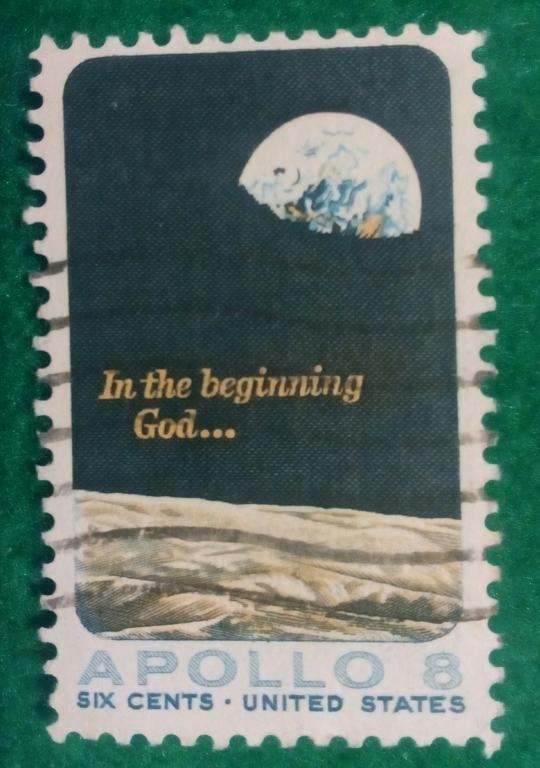 In the beginning
God...
APOLLO 8
SIX CENTS · UNITED STATES